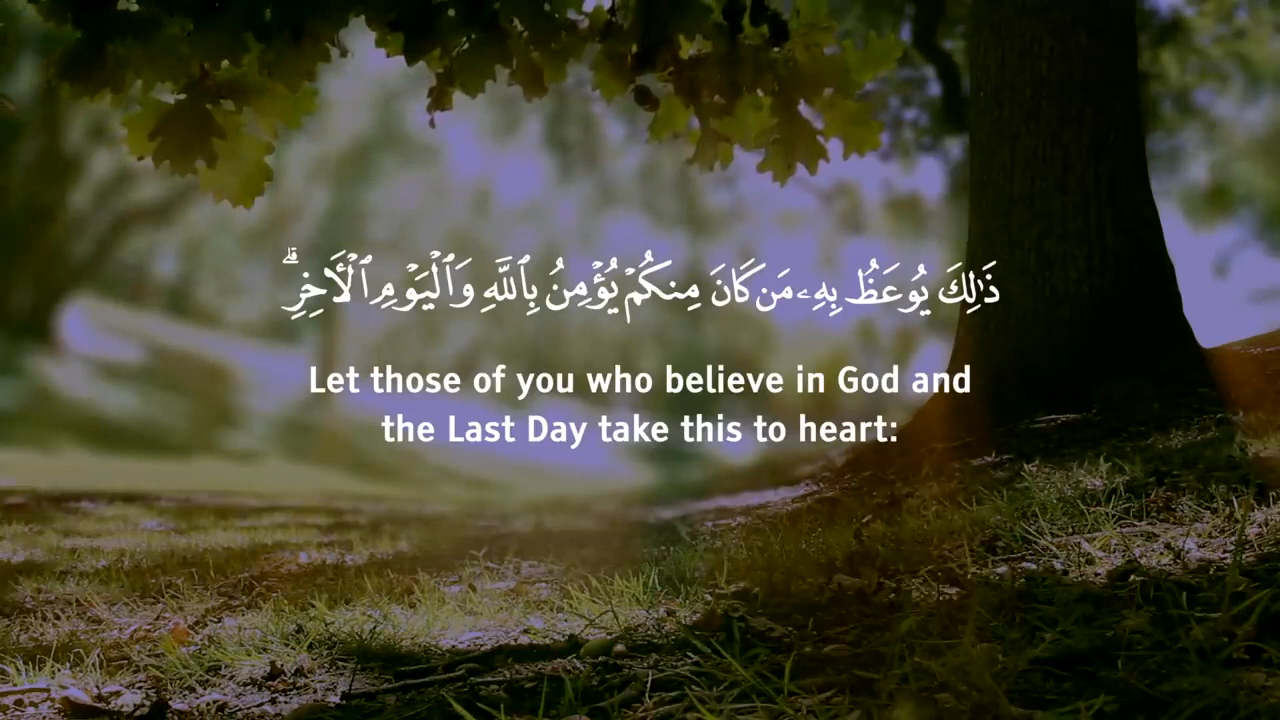 ذَٰلِكَ يُوعَظُ بِهِۦ مَن كَانَ مِنكُمْ يُؤْمِنُ بِٱللَّهِ وَٱلْيَوْمِ ٱلْـَٔاخِرِ ۗ
Let those of you who believe in God and
the Last Day take this to heart: